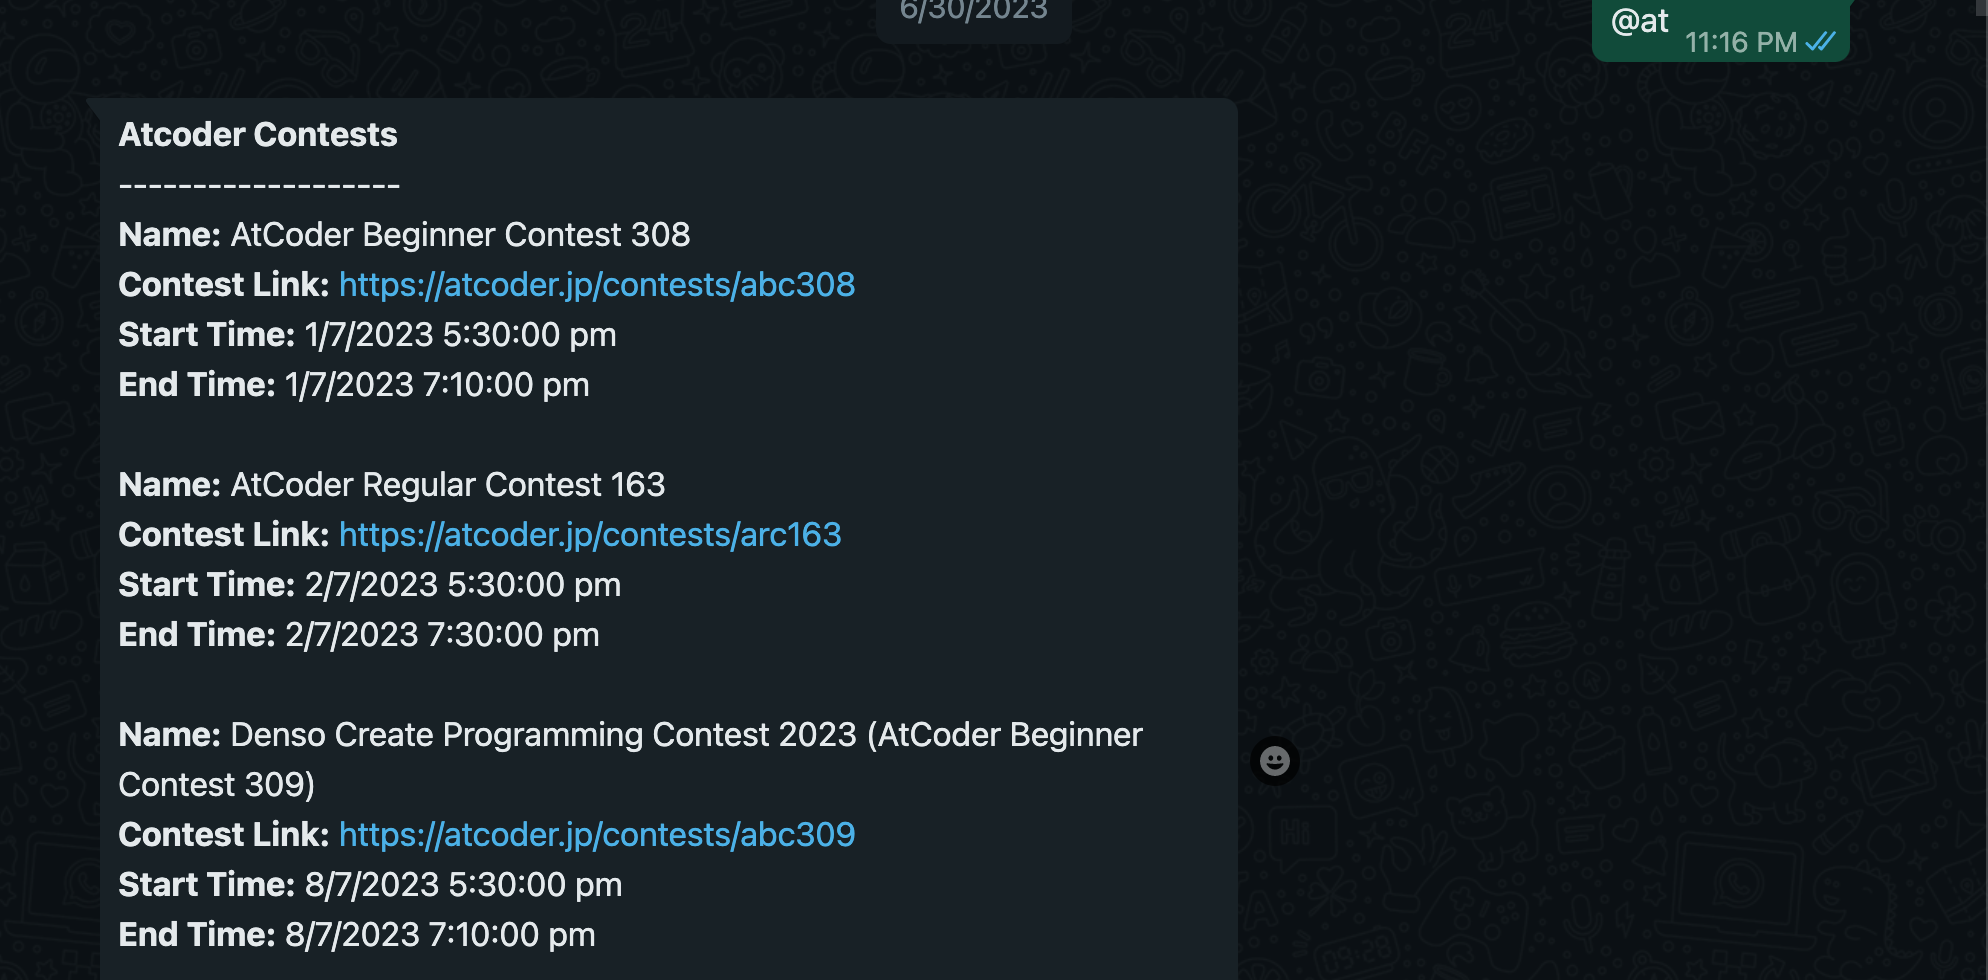 6/30/2023
@at
11:16 PM
Atcoder Contests
-------------------
Name: AtCoder Beginner Contest 308
Contest Link: https://atcoder.jp/contests/abc308
Start Time: 1/7/2023 5:30:00 pm
End Time: 1/7/2023 7:10:00 pm
Name: AtCoder Regular Contest 163
Contest Link: https://atcoder.jp/contests/arc163
Start Time: 2/7/2023 5:30:00 pm
End Time: 2/7/2023 7:30:00 pm
Name: Denso Create Programming Contest 2023 (AtCoder Beginner
Contest 309)
Contest Link: https://atcoder.jp/contests/abc309
Start Time: 8/7/2023 5:30:00 pm
End Time: 8/7/2023 7:10:00 pm